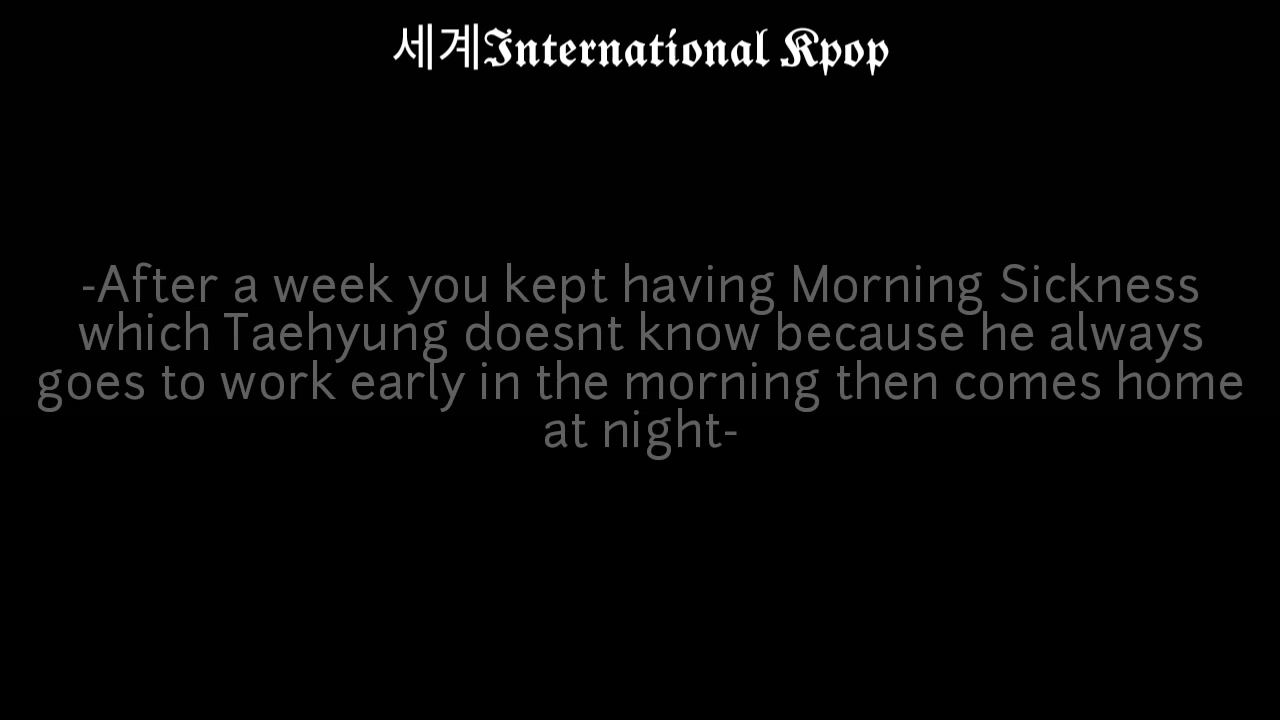 세계International Kpop
-After a week you kept having Morning Sickness
which Taehyung doesnt know because he always
goes to work early in the morning then comes home
at night-